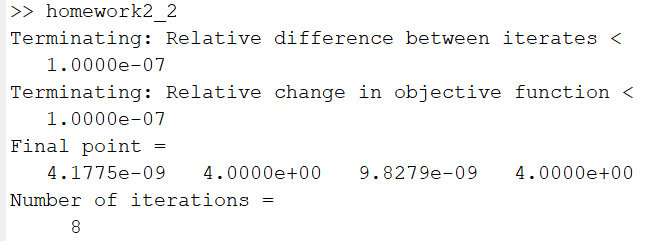 >> homework2_2
Terminating: Relative difference between iterates <
1.0000e-07
Terminating: Relative change in objective function <
1.0000e-07
Final point =
4.1775e-09 4.0000e+00 9.8279e-09 4.0000e+00
Number of iterations =
8